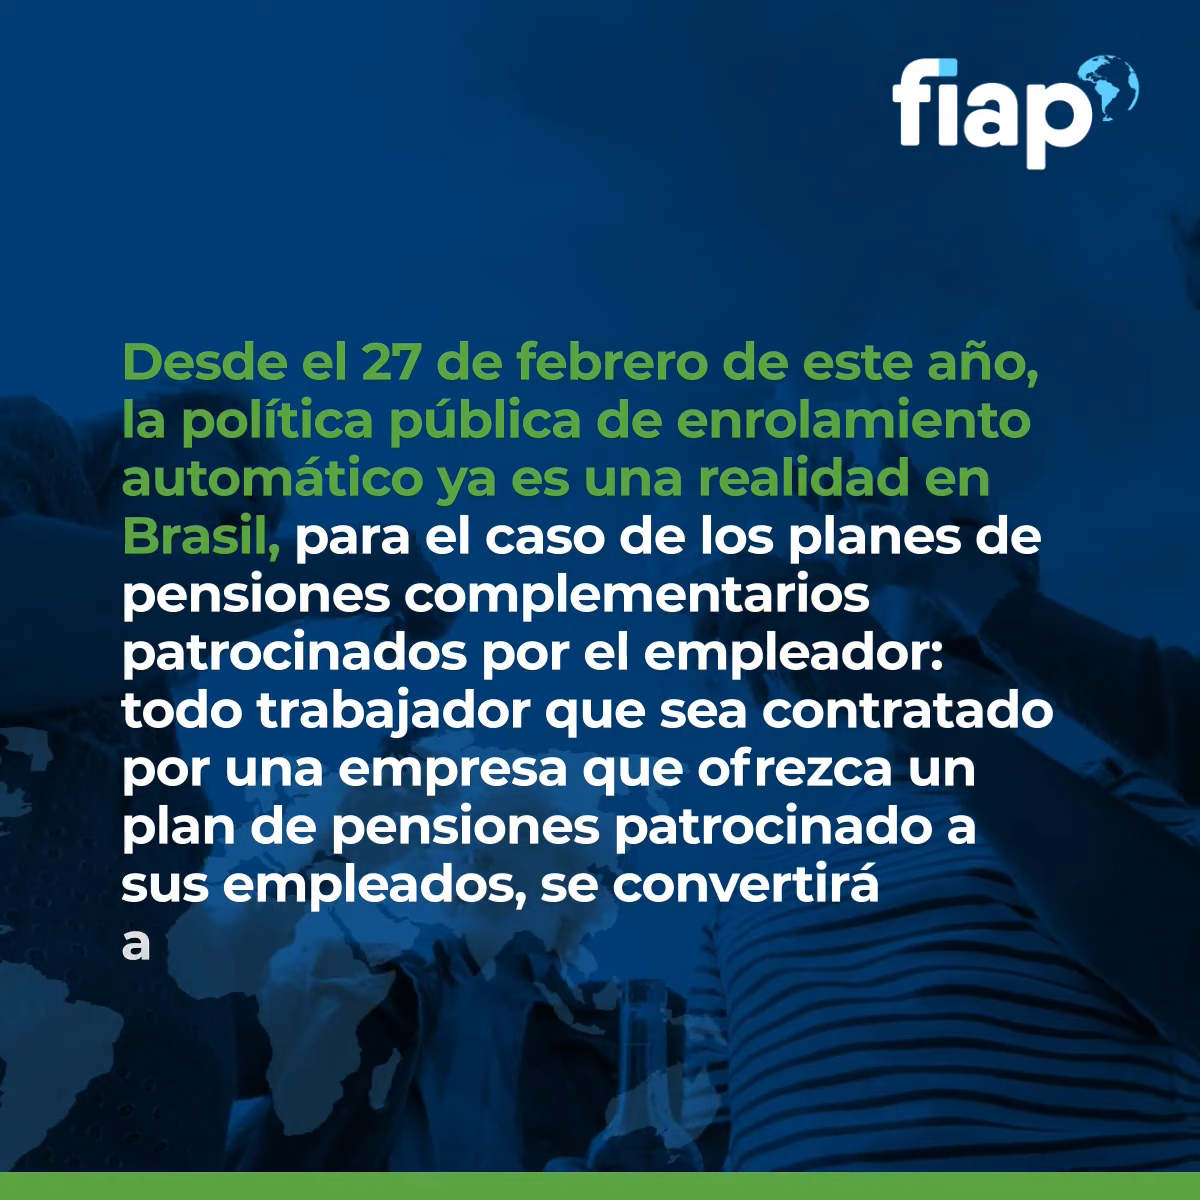 fiap
Desde el 27 de febrero de este año,
la política pública de enrolamiento
automático ya es una realidad en
Brasil, para el caso de los planes de
pensiones complementarios
patrocinados por el empleador:
todo trabajador que sea contratado
por una empresa que ofrezca un
plan de pensiones patrocinado a
sus empleados, se convertirá
a